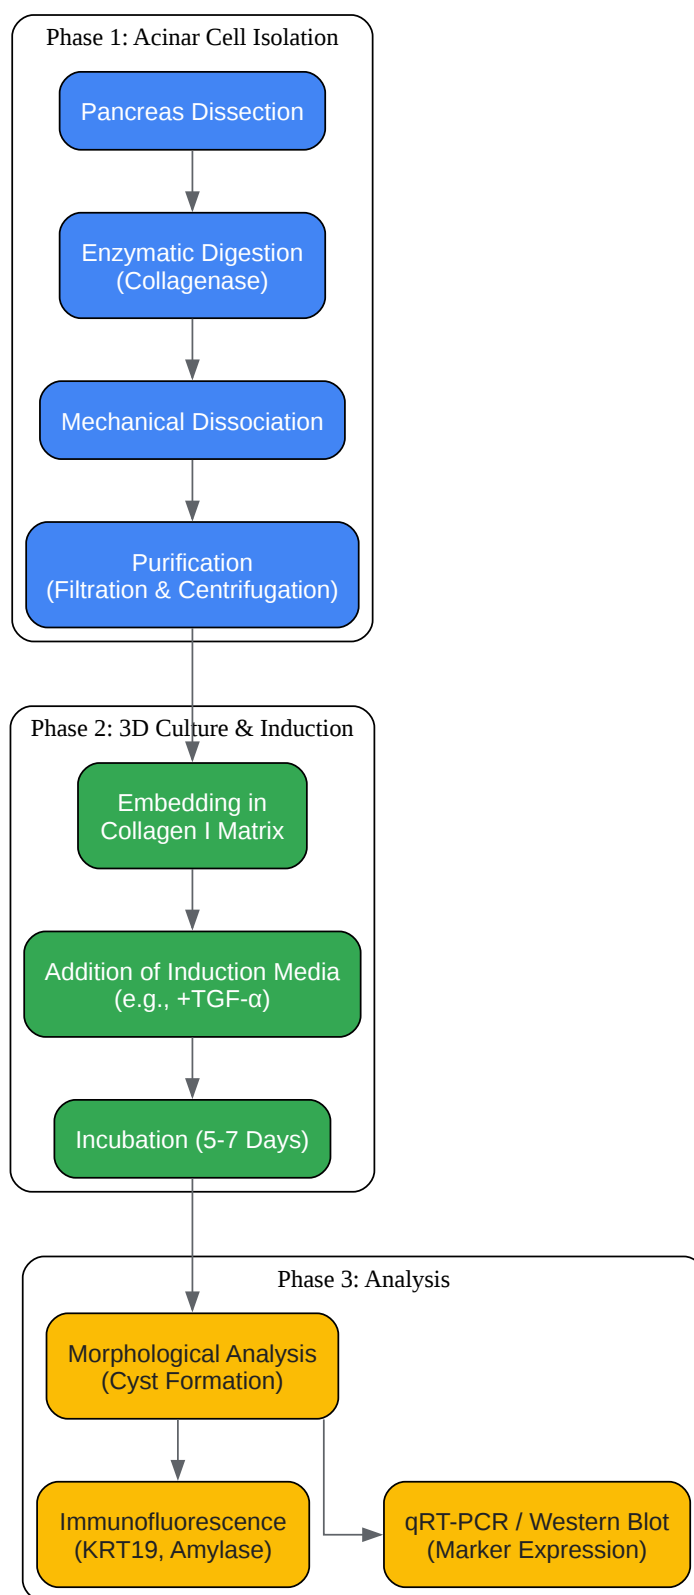 Phase 1: Acinar Cell Isolation
Pancreas Dissection
Enzymatic Digestion
(Collagenase)
Mechanical Dissociation
Purification
(Filtration & Centrifugation)
Phase 2: 3D Culture & Induction
Embedding in
Collagen I Matrix
Addition of Induction Media
(e.g., +TGF-α)
Incubation (5-7 Days)
Phase 3: Analysis
Morphological Analysis
(Cyst Formation)
Immunofluorescence
(KRT19, Amylase)
qRT-PCR / Western Blot
(Marker Expression)